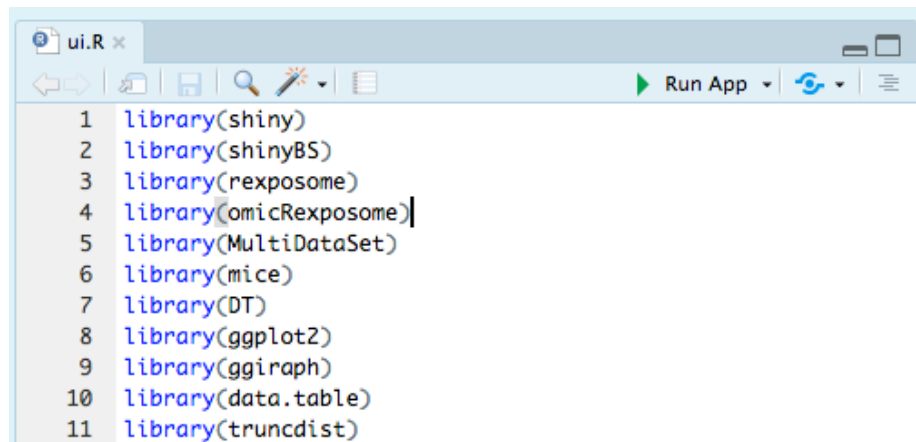 ui.R
Run App
1 library(shiny)
2 library(shinyBS)
3 library(rexposome)
4 library(omicRexposome)
5 library(MultiDataSet)
6 library(mice)
7 library(DT)
8 library(ggplot2)
9 library(ggiraph)
10 library(data.table)
11 library(truncdist)